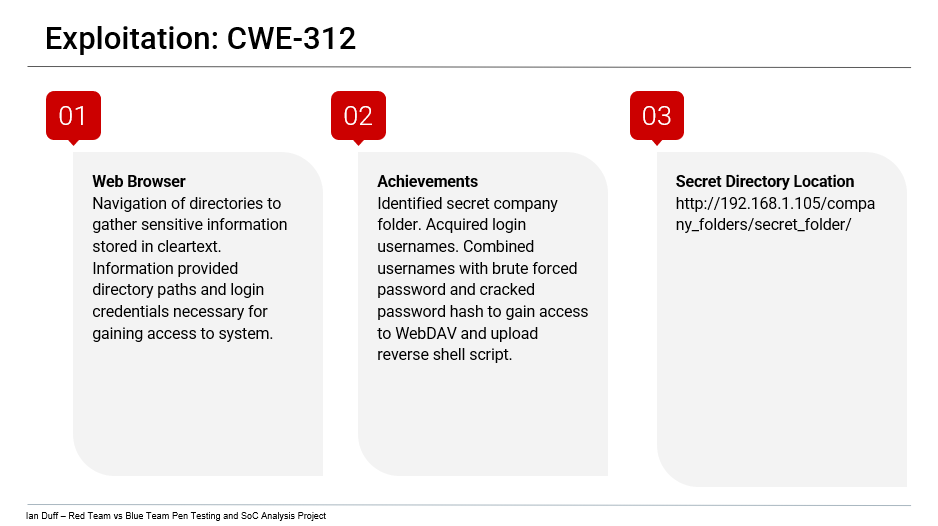 Exploitation: CWE-312
01
Web Browser
Navigation of directories to
gather sensitive information
stored in cleartext.
Information provided
directory paths and login
credentials necessary for
gaining access to system.
02
Achievements
Identified secret company
folder. Acquired login
usernames. Combined
usernames with brute forced
password and cracked
password hash to gain access
to WebDAV and upload
reverse shell script.
03
Secret Directory Location
http://192.168.1.105/compa
ny_folders/secret_folder/
Ian Duff – Red Team vs Blue Team Pen Testing and SoC Analysis Project